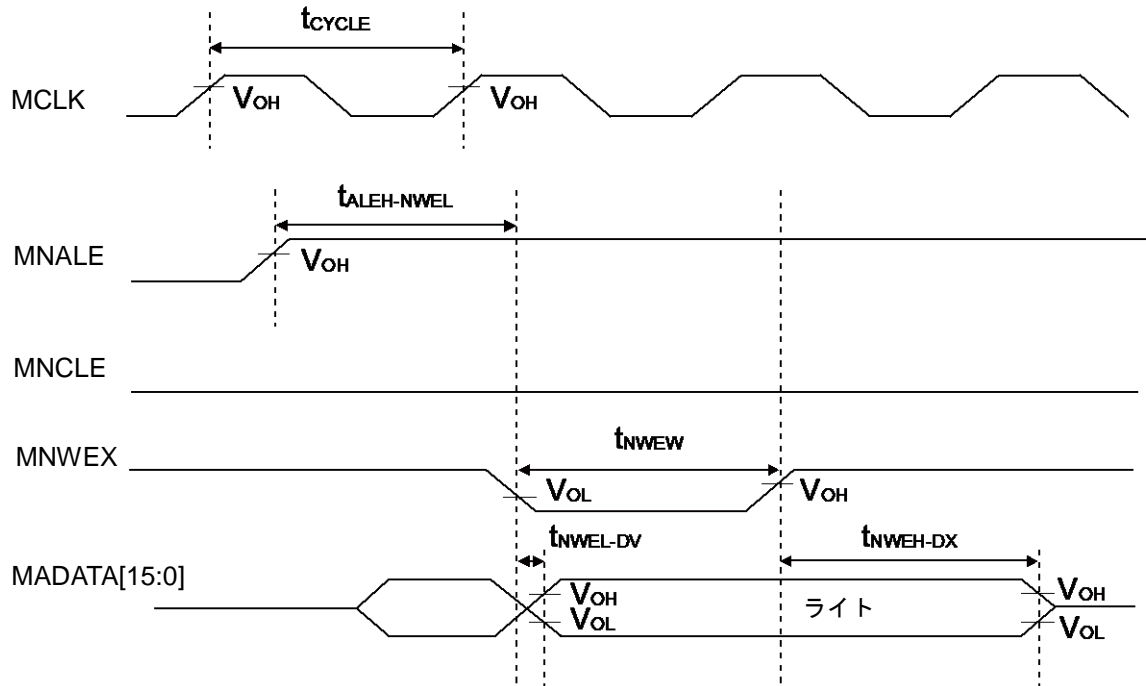 tCYCLE
MCLK
VOH
VOH
tALEH-NWEL
MNALE
VOH
MNCLE
MNWEX
tNWEW
VOL
VOH
tNWEL-DV
tNWEH-DX
MADATA[15:0]
VOH
ライト
VOH
VOL
VOL